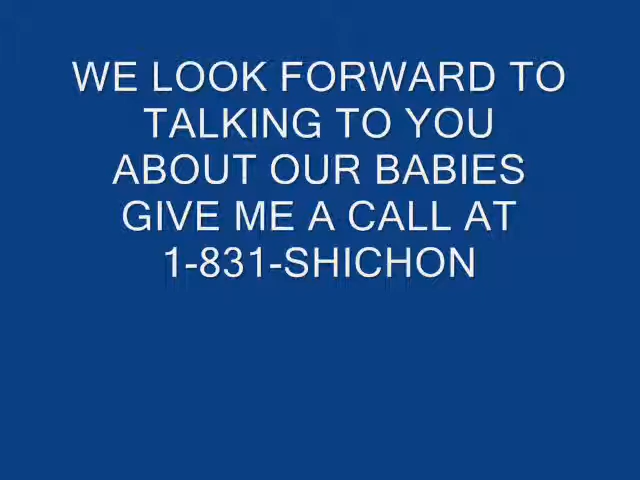 WE LOOK FORWARD TO
TALKING TO YOU
ABOUT OUR BABIES
GIVE ME A CALL AT
1-831-SHICHON